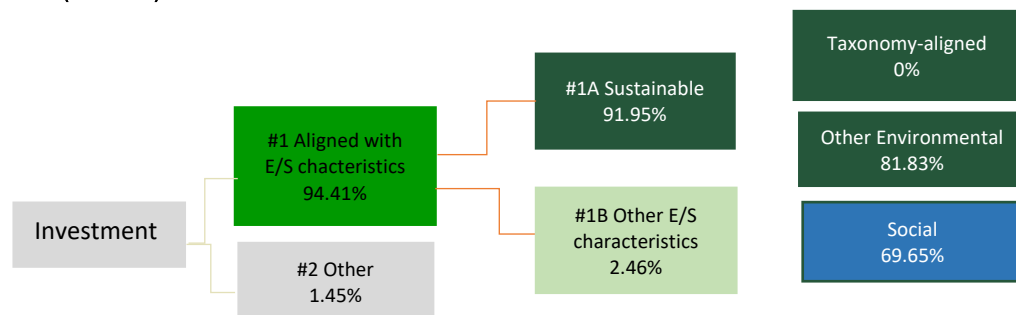 Taxonomy-aligned
0%
#1A Sustainable
91.95%
#1 Aligned with
E/S chacteristics
94.41%
Other Environmental
81.83%
Investment
#1B Other E/S
characteristics
2.46%
Social
69.65%
#2 Other
1.45%